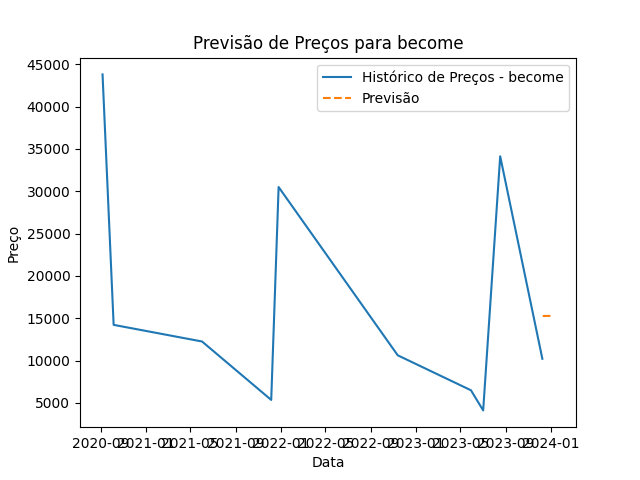 Previsão de Preços para become
Histórico de Preços - become
Previsão
Preço
45000
40000
35000
30000
25000
20000
15000
10000
5000
2020-09 2021-01 2021-05 2021-09 2022-01 2022-05 2022-09 2023-01 2023-05 2023-09 2024-01
Data